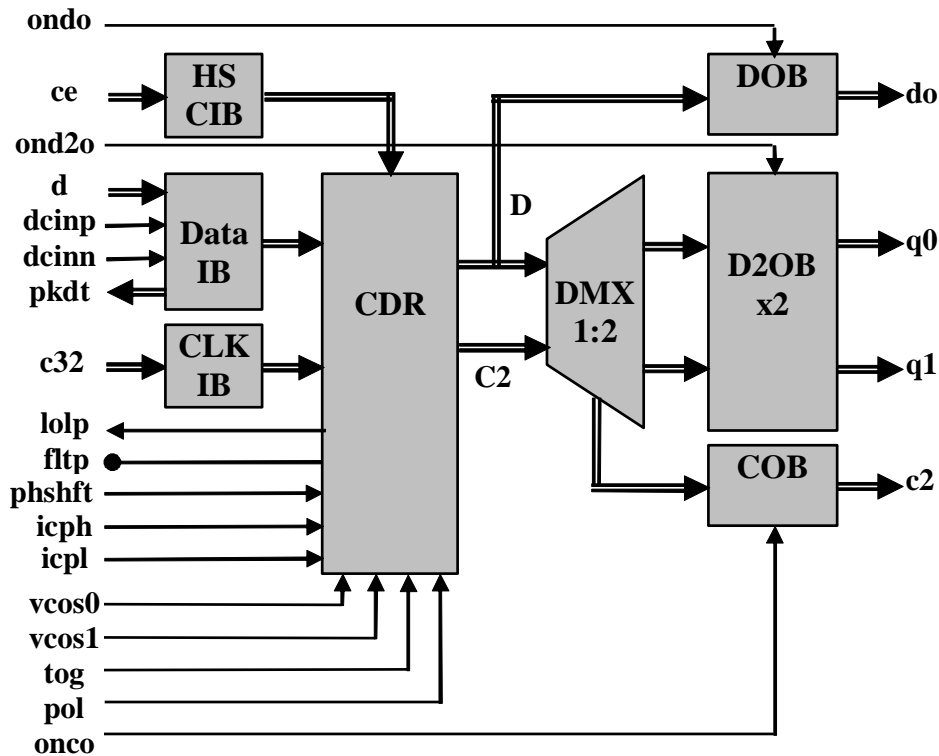 ondo
HS
CIB
DOB
ce
do
ond2o
d
dcinp
dcinn
pkdt
Data
IB
D
q0
D2OB
x2
CDR
DMX
1:2
c32
CLK
IB
C2
q1
lolp
fltp
COB
c2
phshft
icph
icpl
vcos0
vcos1
tog
pol
onco